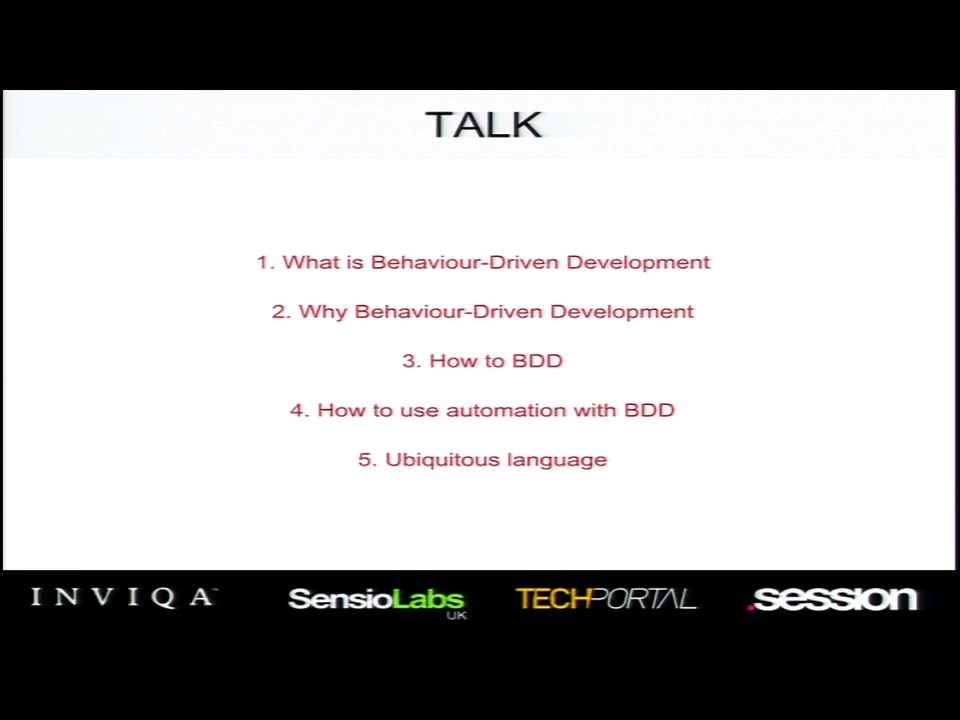 TALK
1. What is Behaviour-Driven Development
2. Why Behaviour-Driven Development
3. How to BDD
4. How to use automation with BDD
5. Ubiquitous language
INVIQA™ SensioLabs UK TECHPORTAL .session